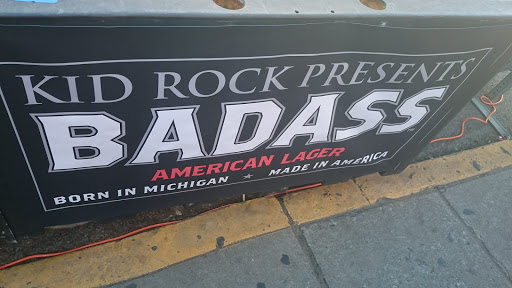 KID ROCK PRESENTS
BADASS
AMERICAN LAGER
BORN IN MICHIGAN ★ MADE IN AMERICA